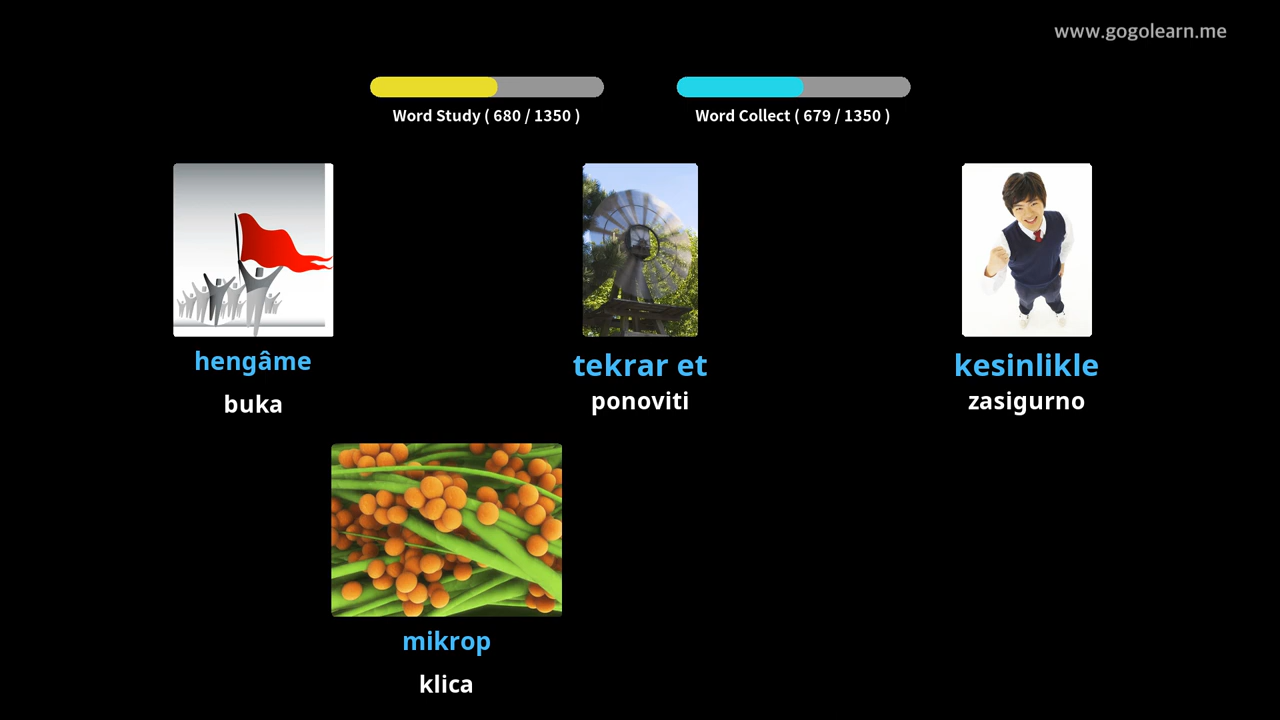 www.gogolearn.me
Word Study ( 680 / 1350 )
Word Collect ( 679 / 1350 )
hengâme
buka
tekrar et
ponoviti
kesinlikle
zasigurno
mikrop
klica